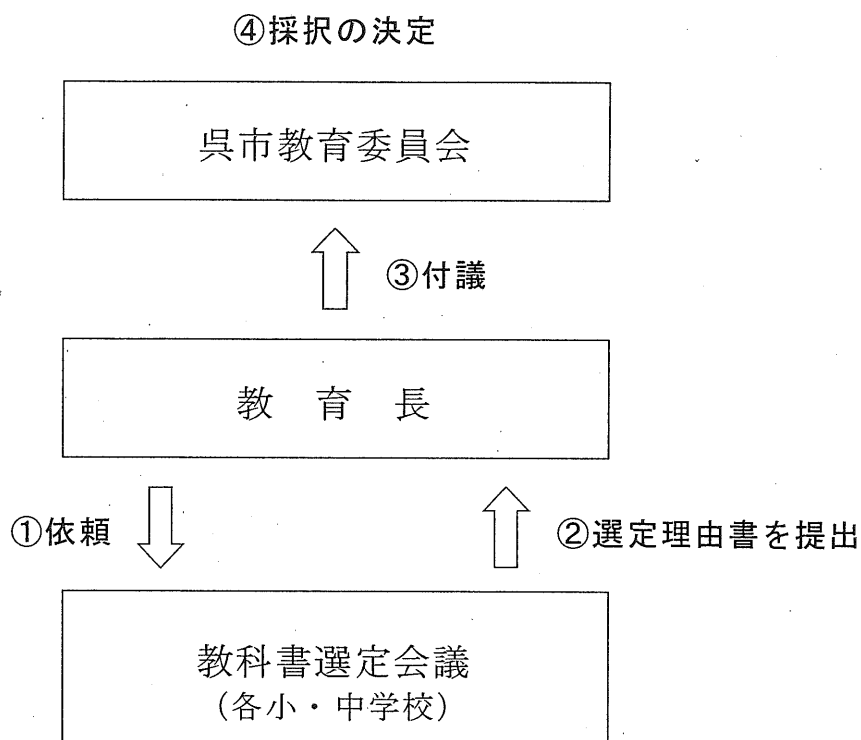 ④採択の決定
呉市教育委員会
③付議
教育長
①依頼
②選定理由書を提出
教科書選定会議
（各小・中学校）